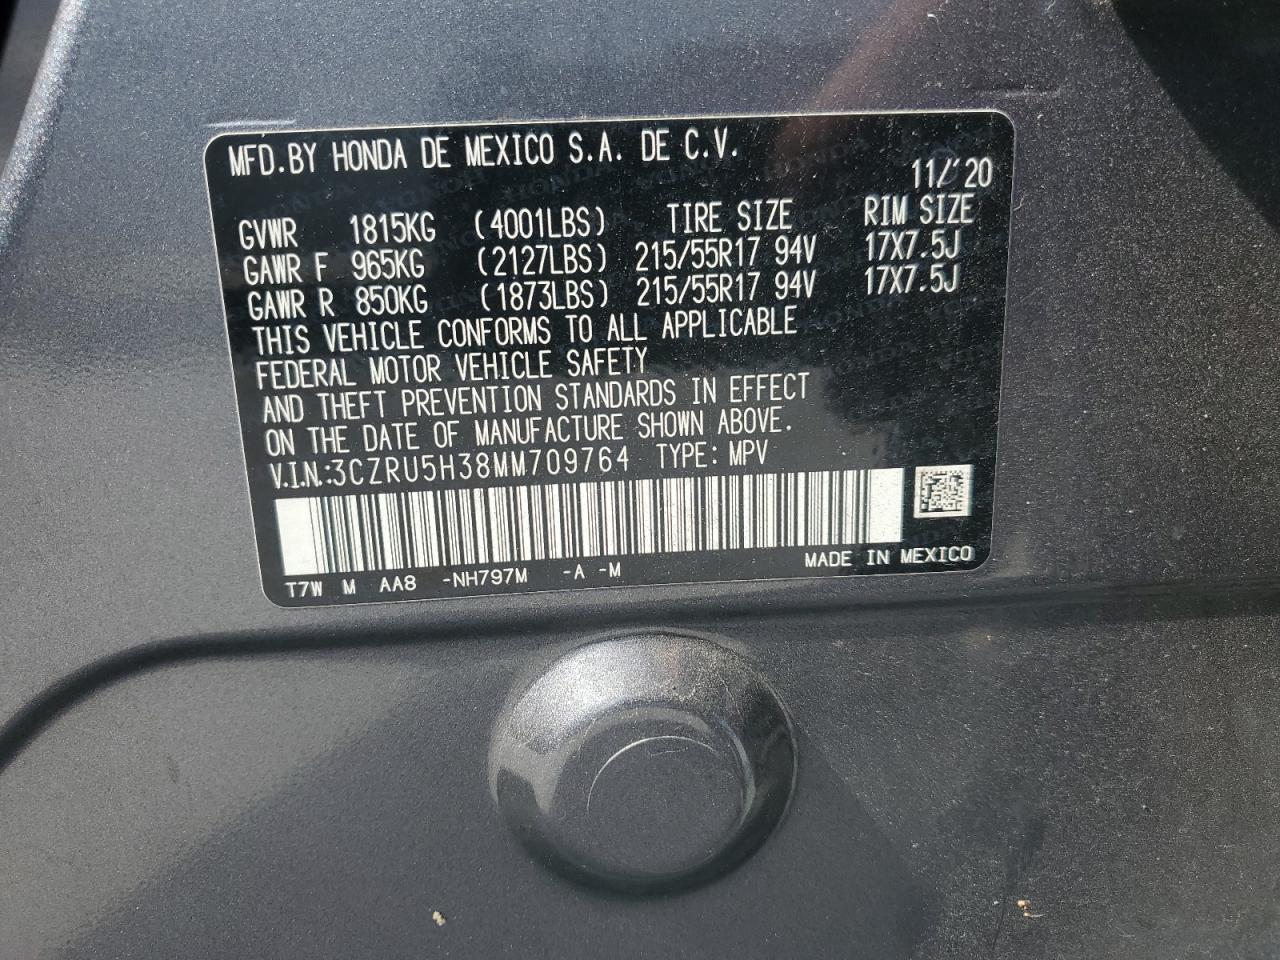 MFD.BY HONDA DE MEXICO S.A. DE C.V.
11/'20
GVWR 1815KG (4001LBS) TIRE SIZE RIM SIZE
GAWR F 965KG (2127LBS) 215/55R17 94V 17X7.5J
GAWR R 850KG (1873LBS) 215/55R17 94V 17X7.5J
THIS VEHICLE CONFORMS TO ALL APPLICABLE
FEDERAL MOTOR VEHICLE SAFETY
AND THEFT PREVENTION STANDARDS IN EFFECT
ON THE DATE OF MANUFACTURE SHOWN ABOVE.
V.I.N.:3CZRU5H38MM709764 TYPE: MPV
MADE IN MEXICO
T7W M AA8 -NH797M -A -M